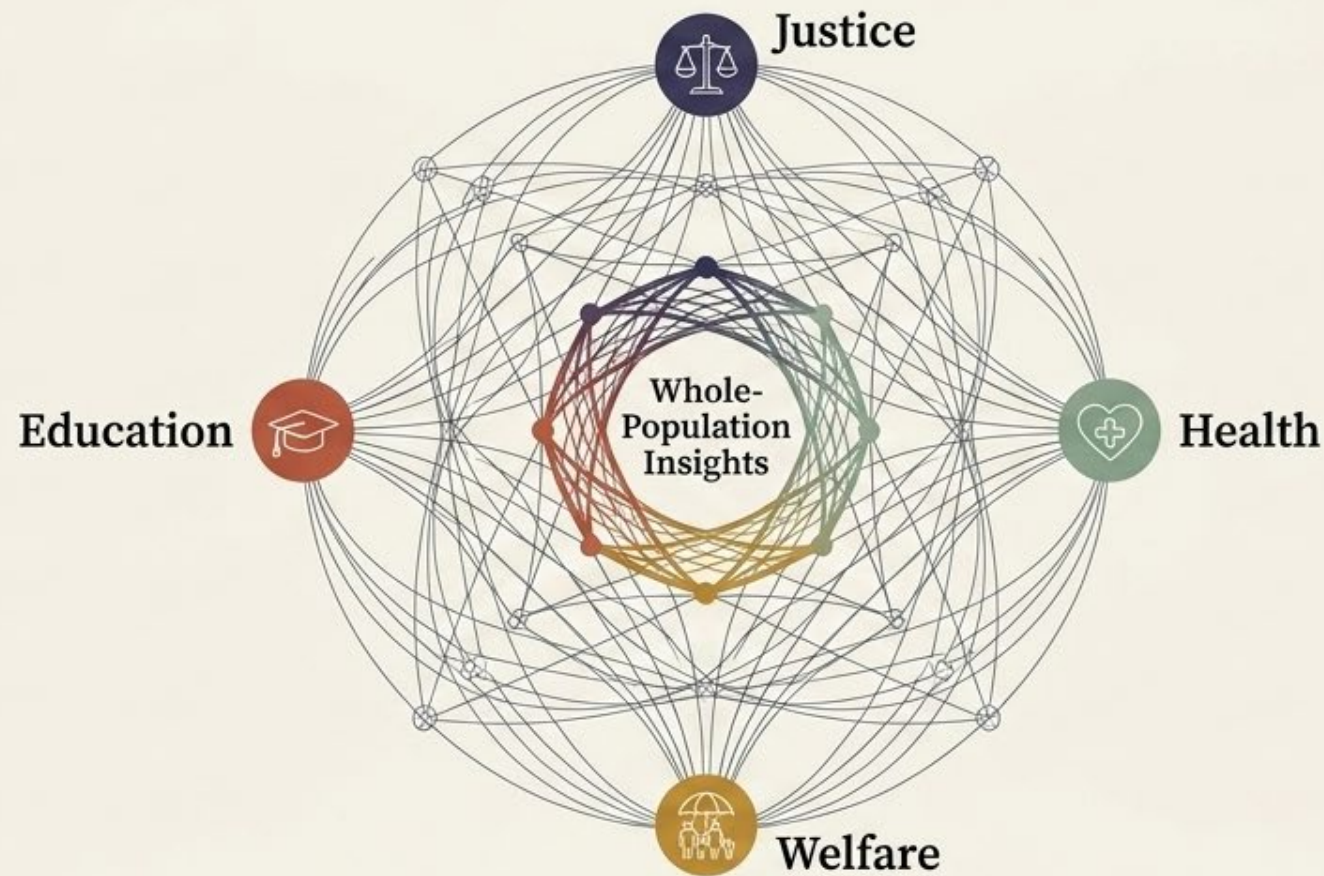 Justice
Education
Whole-
Population
Insights
Health
Welfare